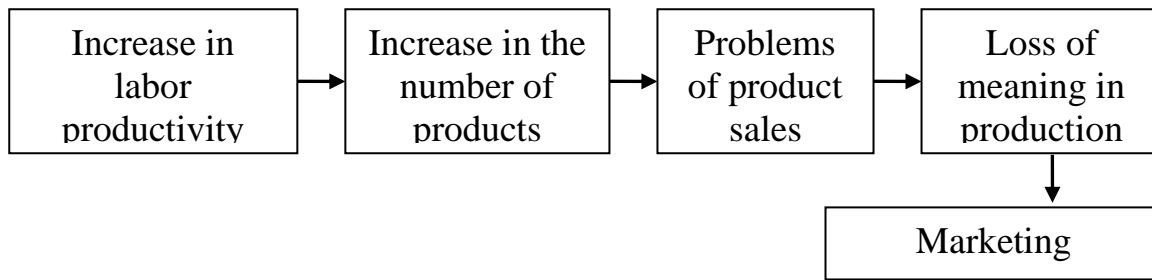 Increase in
labor
productivity
Increase in the
number of
products
Problems
of product
sales
Loss of
meaning in
production
Marketing